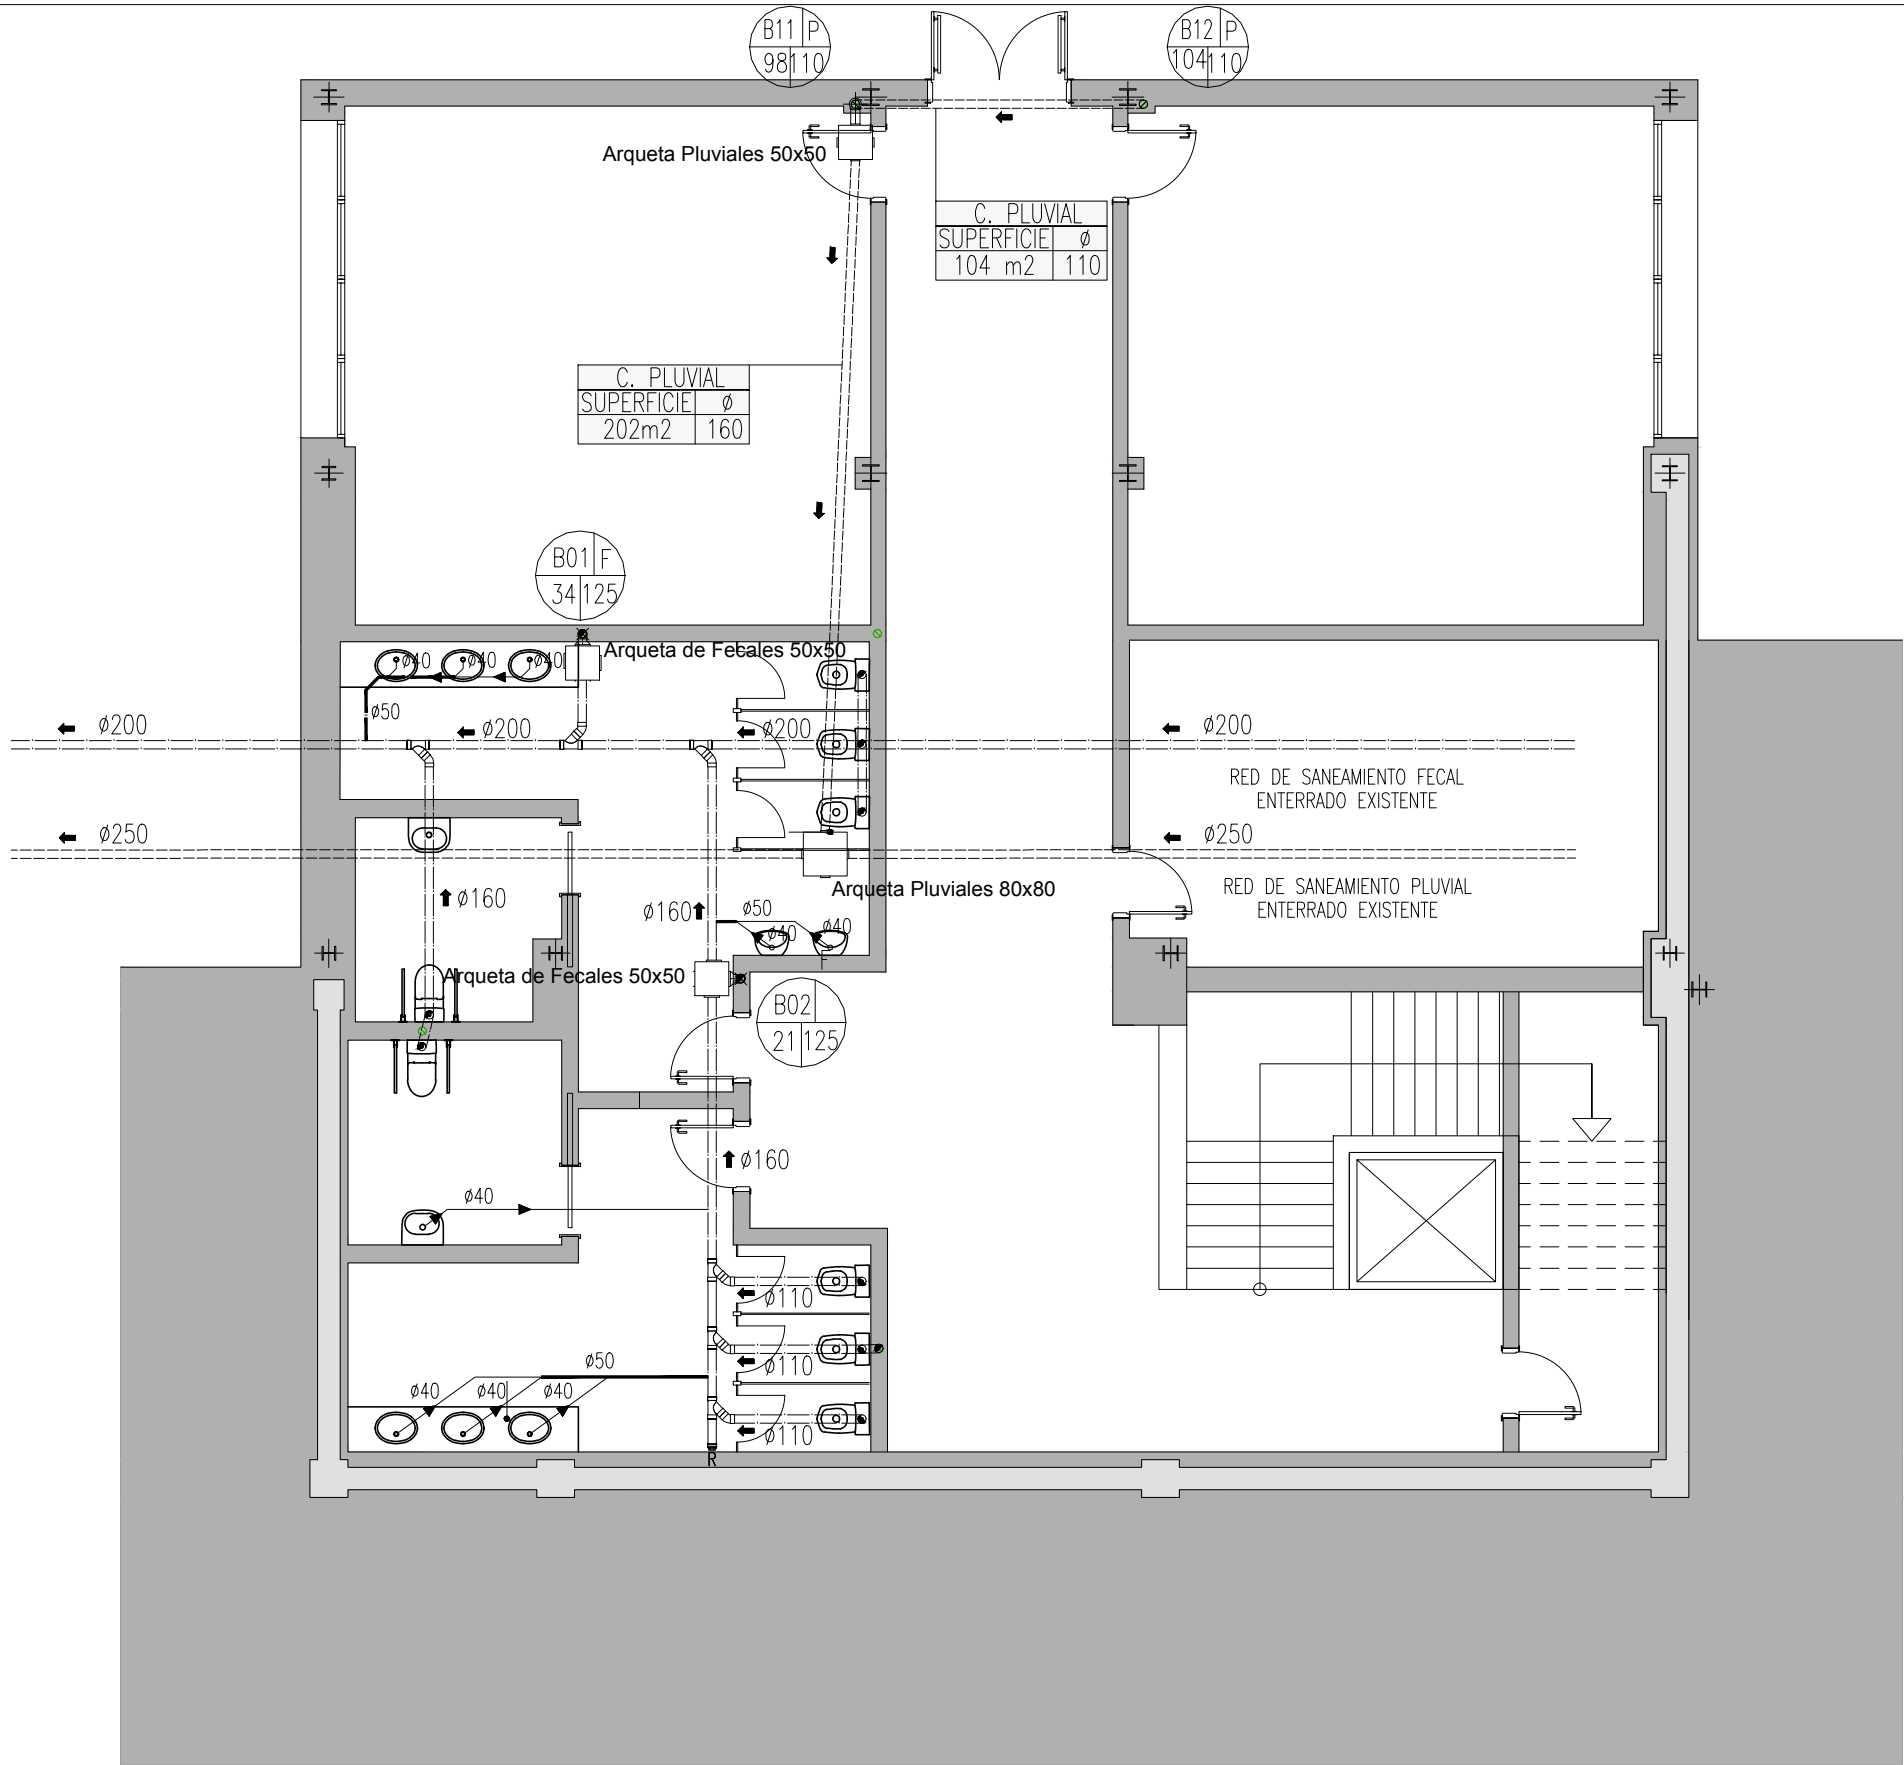 B11 P
98 110
B12 P
104 110
Arqueta Pluviales 50x50
C. PLUVIAL
SUPERFICIE ø
104 m2 110
C. PLUVIAL
SUPERFICIE ø
202m2 160
B01 F
34 125
Arqueta de Fecales 50x50
ø40 ø40 ø40
ø50
ø200
ø200
ø200
ø200
RED DE SANEAMIENTO FECAL
ENTERRADO EXISTENTE
ø250
ø250
Arqueta Pluviales 80x80
RED DE SANEAMIENTO PLUVIAL
ENTERRADO EXISTENTE
ø160
ø160
ø50
ø40 ø40
Arqueta de Fecales 50x50
B02
21 125
ø160
ø40
ø110
ø50
ø110
ø40 ø40 ø40
ø110
R